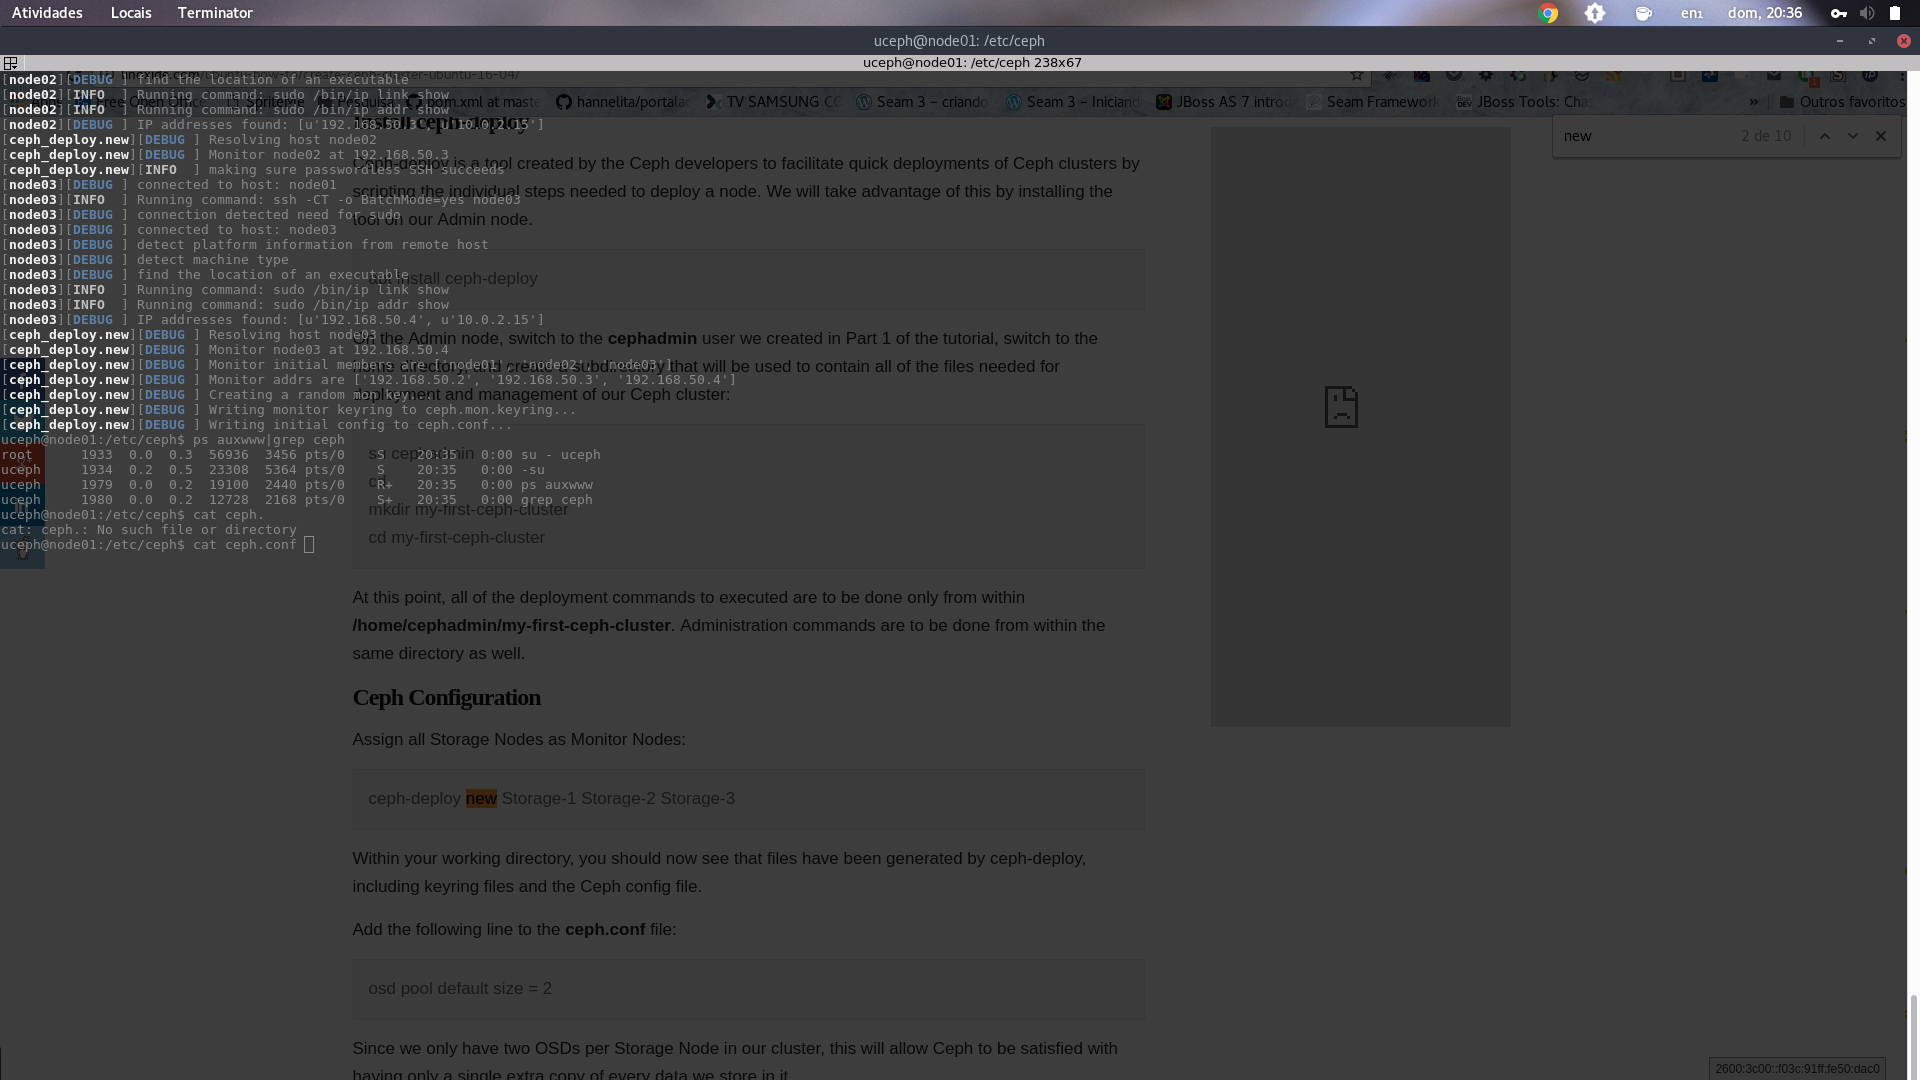 Atividades Locais Terminator en₁ dom, 20:36
uceph@node01: /etc/ceph
uceph@node01: /etc/ceph 238x67
linoxide.com/ubuntu-how-to/create-ceph-cluster-ubuntu-16-04/
Free Open Office SpriteMe Pesquisa pom.xml at maste hannelita/portalac TV SAMSUNG CC Seam 3 – criando Seam 3 – Iniciand JBoss AS 7 introd Seam Framework JBoss Tools: Cha » Outros favoritos
new 2 de 10
[node02][DEBUG ] find the location of an executable
[node02][INFO  ] Running command: sudo /bin/ip link show
[node02][INFO  ] Running command: sudo /bin/ip addr show
[node02][DEBUG ] IP addresses found: [u'192.168.50.3', u'10.0.2.15']
[ceph_deploy.new][DEBUG ] Resolving host node02
[ceph_deploy.new][DEBUG ] Monitor node02 at 192.168.50.3
[ceph_deploy.new][INFO  ] making sure passwordless SSH succeeds
[node03][DEBUG ] connected to host: node01
[node03][INFO  ] Running command: ssh -CT -o BatchMode=yes node03
[node03][DEBUG ] connection detected need for sudo
[node03][DEBUG ] connected to host: node03
[node03][DEBUG ] detect platform information from remote host
[node03][DEBUG ] detect machine type
[node03][DEBUG ] find the location of an executable
[node03][INFO  ] Running command: sudo /bin/ip link show
[node03][INFO  ] Running command: sudo /bin/ip addr show
[node03][DEBUG ] IP addresses found: [u'192.168.50.4', u'10.0.2.15']
[ceph_deploy.new][DEBUG ] Resolving host node03
[ceph_deploy.new][DEBUG ] Monitor node03 at 192.168.50.4
[ceph_deploy.new][DEBUG ] Monitor initial members are ['node01', 'node02', 'node03']
[ceph_deploy.new][DEBUG ] Monitor addrs are ['192.168.50.2', '192.168.50.3', '192.168.50.4']
[ceph_deploy.new][DEBUG ] Creating a random mon key...
[ceph_deploy.new][DEBUG ] Writing monitor keyring to ceph.mon.keyring...
[ceph_deploy.new][DEBUG ] Writing initial config to ceph.conf...
uceph@node01:/etc/ceph$ ps auxwww|grep ceph
root      1933  0.0  0.3  56936  3456 pts/0    S    20:35   0:00 su - uceph
uceph     1934  0.2  0.5  23308  5364 pts/0    S    20:35   0:00 -su
uceph     1979  0.0  0.2  19100  2440 pts/0    R+   20:35   0:00 ps auxwww
uceph     1980  0.0  0.2  12728  2168 pts/0    S+   20:35   0:00 grep ceph
uceph@node01:/etc/ceph$ cat ceph.
cat: ceph.: No such file or directory
uceph@node01:/etc/ceph$ cat ceph.conf
Install ceph-deploy
Ceph-deploy is a tool created by the Ceph developers to facilitate quick deployments of Ceph clusters by
scripting the individual steps needed to deploy a node. We will take advantage of this by installing the
tool on our Admin node.
apt install ceph-deploy
On the Admin node, switch to the cephadmin user we created in Part 1 of the tutorial, switch to the
home directory, and create a subdirectory that will be used to contain all of the files needed for
deployment and management of our Ceph cluster:
su cephadmin
cd
mkdir my-first-ceph-cluster
cd my-first-ceph-cluster
At this point, all of the deployment commands to executed are to be done only from within
/home/cephadmin/my-first-ceph-cluster. Administration commands are to be done from within the
same directory as well.
Ceph Configuration
Assign all Storage Nodes as Monitor Nodes:
ceph-deploy new Storage-1 Storage-2 Storage-3
Within your working directory, you should now see that files have been generated by ceph-deploy,
including keyring files and the Ceph config file.
Add the following line to the ceph.conf file:
osd pool default size = 2
Since we only have two OSDs per Storage Node in our cluster, this will allow Ceph to be satisfied with
having only a single extra copy of every data we store in it
2600:3c00::f03c:91ff:fe50:dac0